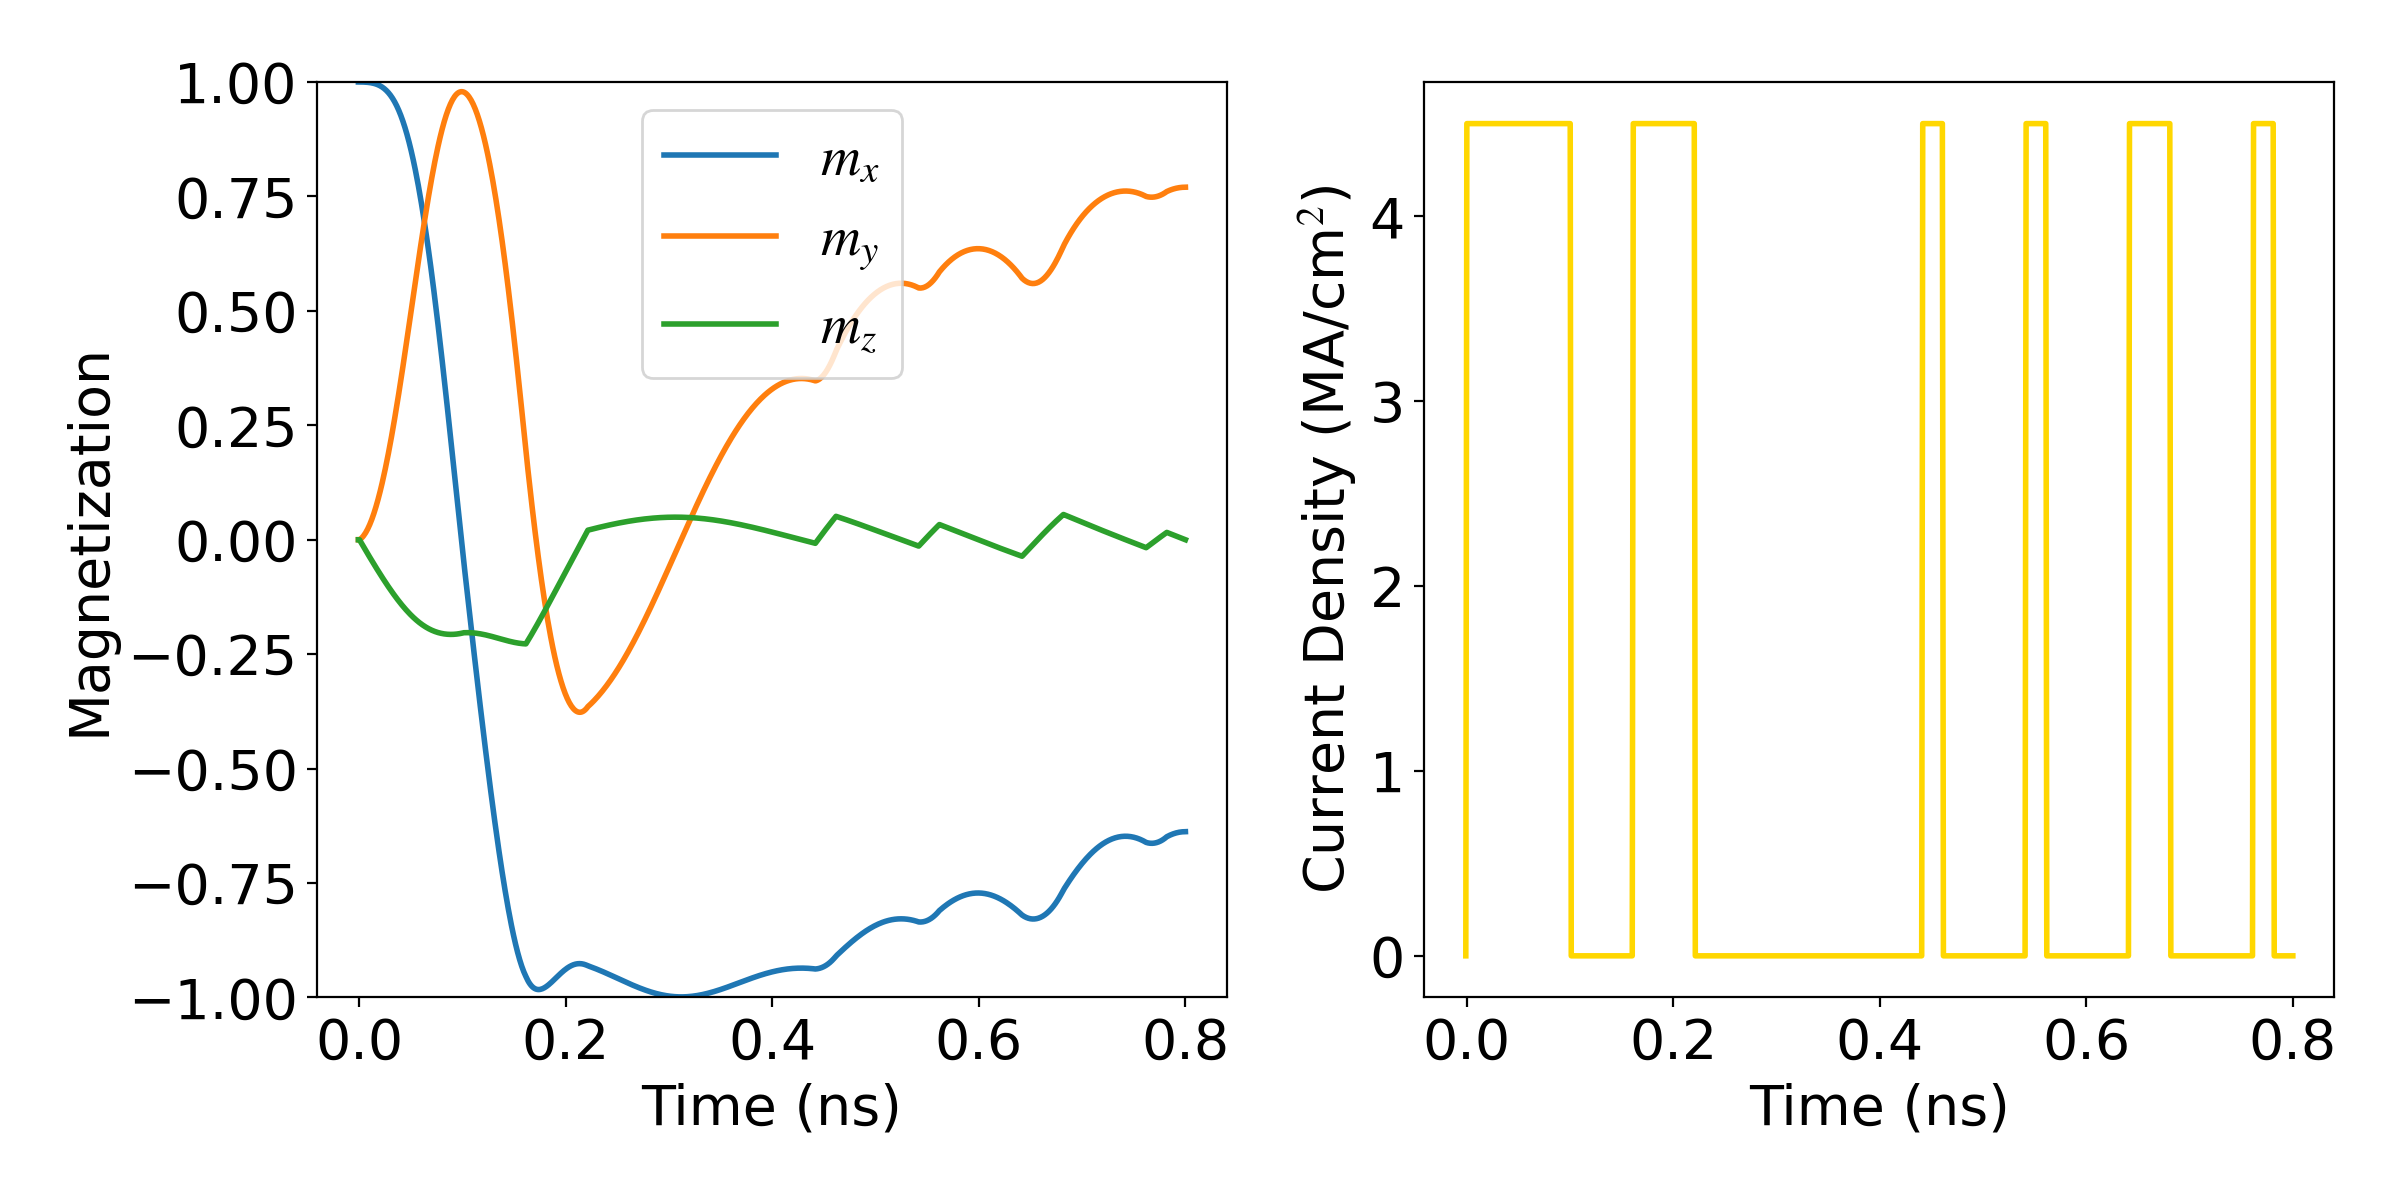 Magnetization
1.00
0.75
0.50
0.25
0.00
−0.25
−0.50
−0.75
−1.00
0.0 0.2 0.4 0.6 0.8
Time (ns)
m_x
m_y
m_z
Current Density (MA/cm²)
4
3
2
1
0
0.0 0.2 0.4 0.6 0.8
Time (ns)